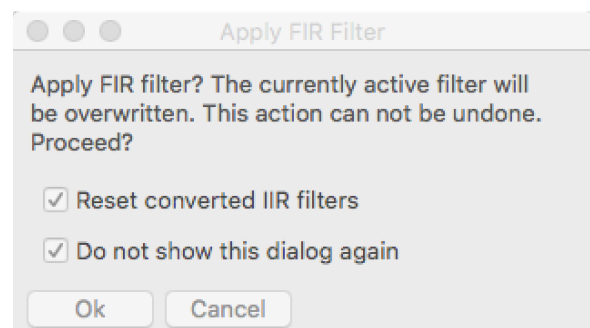 Apply FIR Filter
Apply FIR filter? The currently active filter will
be overwritten. This action can not be undone.
Proceed?
Reset converted IIR filters
Do not show this dialog again
Ok Cancel